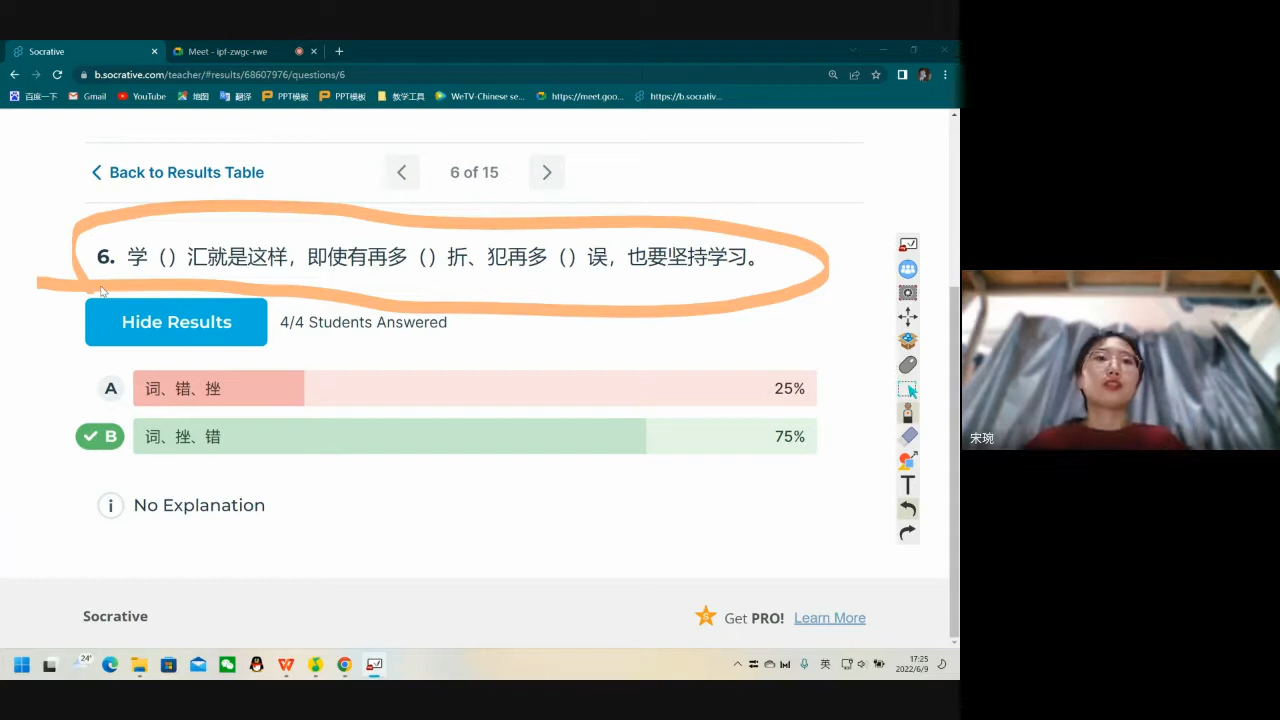 Socrative
Meet - ipf-zwgc-rwe
b.socrative.com/teacher/#results/68607976/questions/6
百度一下 Gmail YouTube 地图 翻译 PPT模板 PPT模板 教学工具 WeTV-Chinese se... https://meet.goo... https://b.socrativ...
Back to Results Table
6 of 15
6. 学（）汇就是这样，即使有再多（）折、犯再多（）误，也要坚持学习。
Hide Results 4/4 Students Answered
A 词、错、挫 25%
B 词、挫、错 75%
i No Explanation
T
宋琬
Socrative
Get PRO! Learn More
24°
英
17:25
2022/6/9